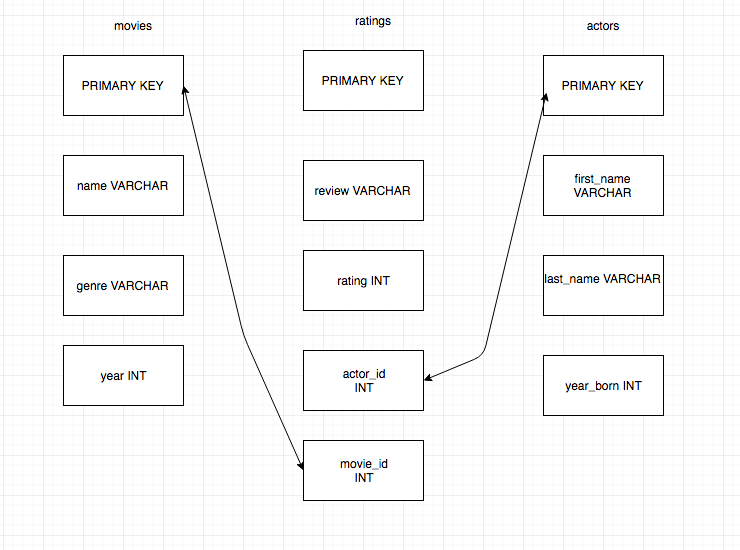 movies
PRIMARY KEY
name VARCHAR
genre VARCHAR
year INT
ratings
PRIMARY KEY
review VARCHAR
rating INT
actor_id
INT
movie_id
INT
actors
PRIMARY KEY
first_name
VARCHAR
last_name VARCHAR
year_born INT